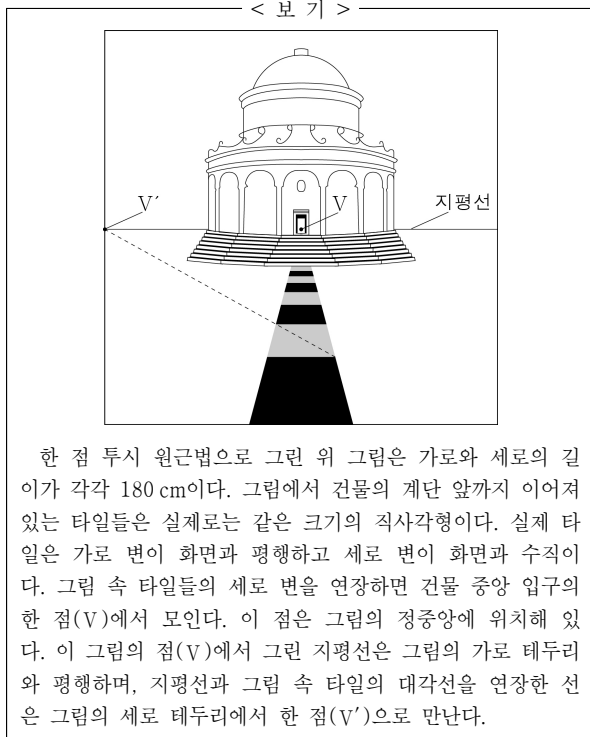 < 보 기 >
V´
V
지평선
한 점 투시 원근법으로 그린 위 그림은 가로와 세로의 길
이가 각각 180 cm이다. 그림에서 건물의 계단 앞까지 이어져
있는 타일들은 실제로는 같은 크기의 직사각형이다. 실제 타
일은 가로 변이 화면과 평행하고 세로 변이 화면과 수직이
다. 그림 속 타일들의 세로 변을 연장하면 건물 중앙 입구의
한 점(V)에서 모인다. 이 점은 그림의 정중앙에 위치해 있
다. 이 그림의 점(V)에서 그린 지평선은 그림의 가로 테두리
와 평행하며, 지평선과 그림 속 타일의 대각선을 연장한 선
은 그림의 세로 테두리에서 한 점(V´)으로 만난다.